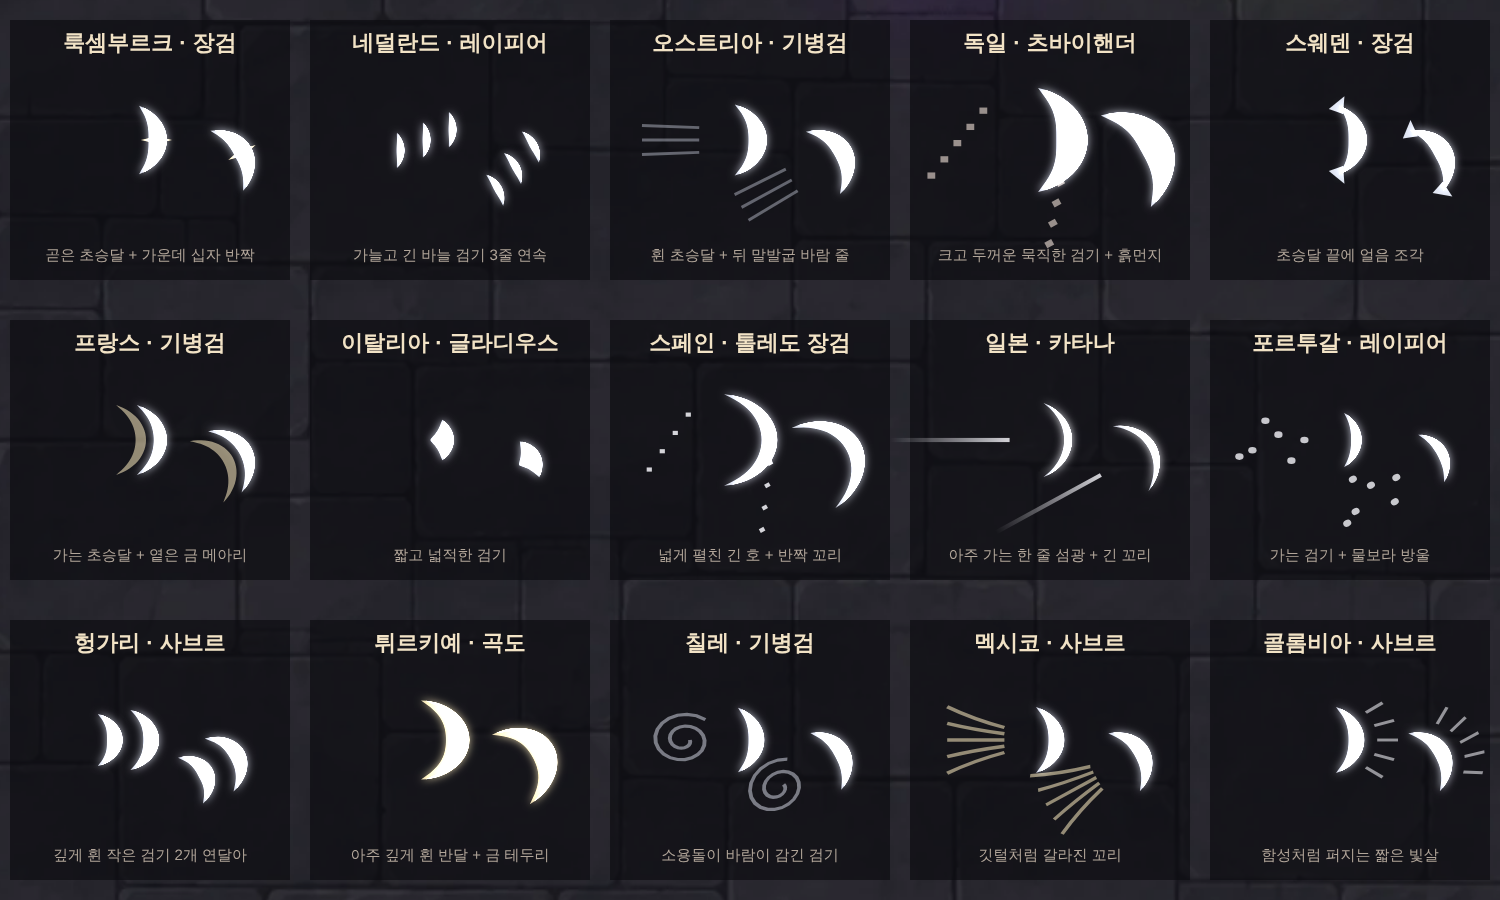 룩셈부르크 · 장검
네덜란드 · 레이피어
오스트리아 · 기병검
독일 · 츠바이핸더
스웨덴 · 장검
곧은 초승달 + 가운데 십자 반짝
가늘고 긴 바늘 검기 3줄 연속
휜 초승달 + 뒤 말발굽 바람 줄
크고 두꺼운 묵직한 검기 + 흙먼지
초승달 끝에 얼음 조각
프랑스 · 기병검
이탈리아 · 글라디우스
스페인 · 톨레도 장검
일본 · 카타나
포르투갈 · 레이피어
가는 초승달 + 옅은 금 메아리
짧고 넓적한 검기
넓게 펼친 긴 호 + 반짝 꼬리
아주 가는 한 줄 섬광 + 긴 꼬리
가는 검기 + 물보라 방울
헝가리 · 사브르
튀르키예 · 곡도
칠레 · 기병검
멕시코 · 사브르
콜롬비아 · 사브르
깊게 휜 작은 검기 2개 연달아
아주 깊게 휜 반달 + 금 테두리
소용돌이 바람이 감긴 검기
깃털처럼 갈라진 꼬리
함성처럼 퍼지는 짧은 빛살